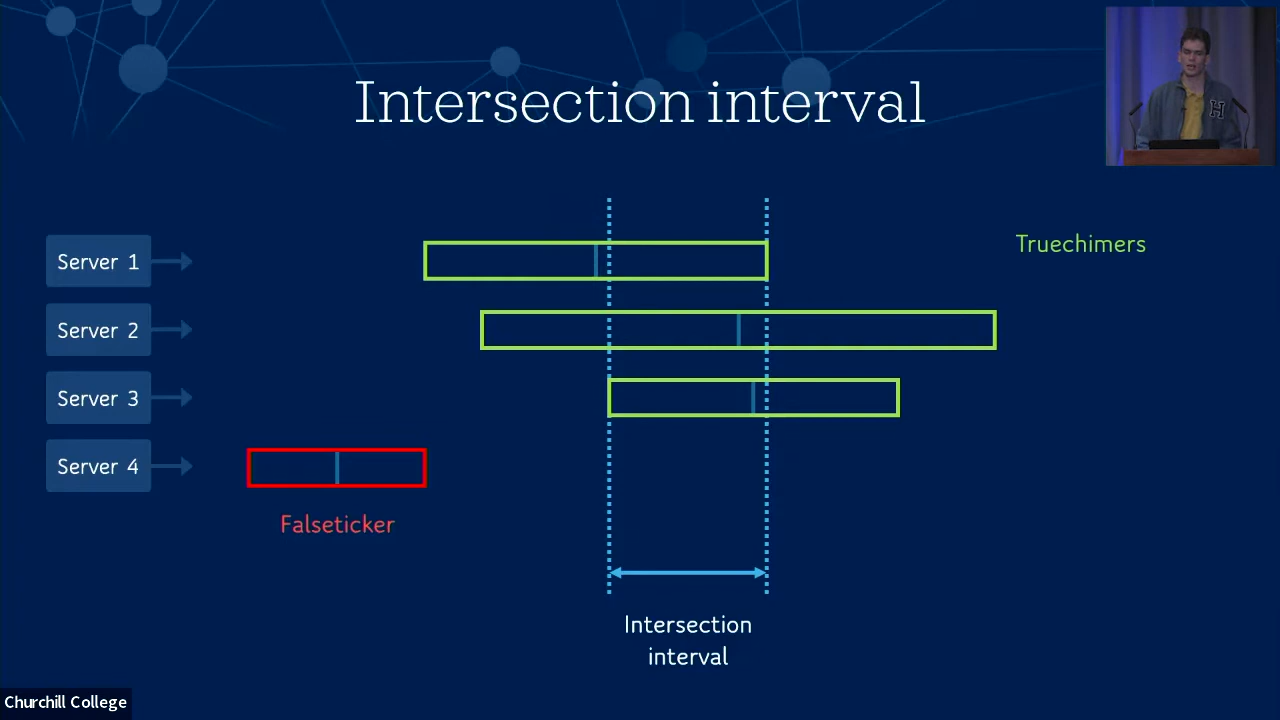 Intersection interval
H
Server 1
Truechimers
Server 2
Server 3
Server 4
Falseticker
Intersection
interval
Churchill College